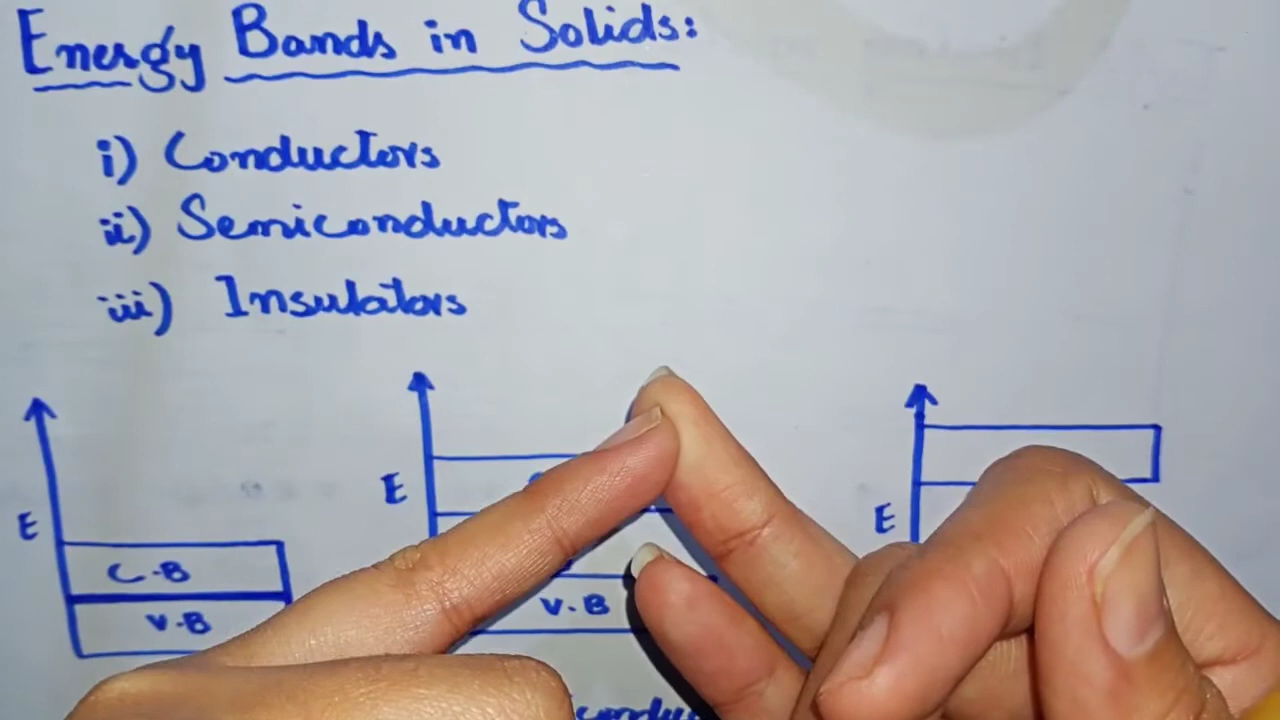 Energy Bands in Solids:
i) Conductors
ii) Semiconductors
iii) Insulators
E
E
E
C.B
V.B
V.B